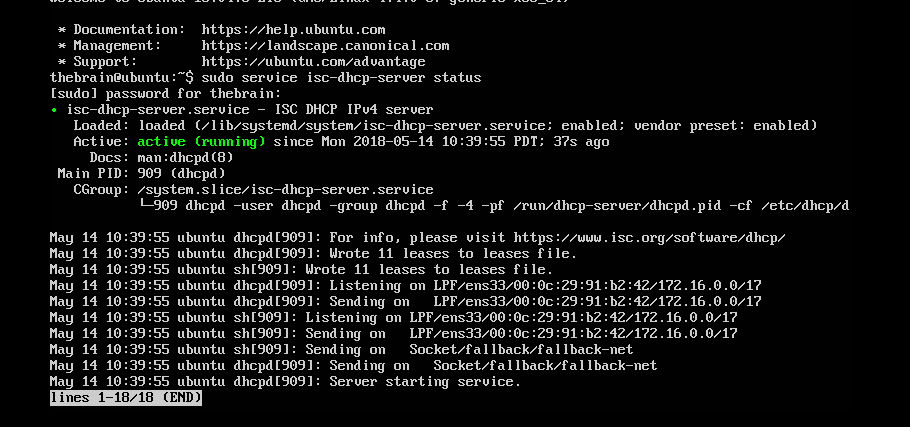 * Documentation:  https://help.ubuntu.com
 * Management:     https://landscape.canonical.com
 * Support:        https://ubuntu.com/advantage
thebrain@ubuntu:~$ sudo service isc-dhcp-server status
[sudo] password for thebrain:
• isc-dhcp-server.service - ISC DHCP IPv4 server
   Loaded: loaded (/lib/systemd/system/isc-dhcp-server.service; enabled; vendor preset: enabled)
   Active: active (running) since Mon 2018-05-14 10:39:55 PDT; 37s ago
     Docs: man:dhcpd(8)
 Main PID: 909 (dhcpd)
   CGroup: /system.slice/isc-dhcp-server.service
           └─909 dhcpd -user dhcpd -group dhcpd -f -4 -pf /run/dhcp-server/dhcpd.pid -cf /etc/dhcp/d
May 14 10:39:55 ubuntu dhcpd[909]: For info, please visit https://www.isc.org/software/dhcp/
May 14 10:39:55 ubuntu dhcpd[909]: Wrote 11 leases to leases file.
May 14 10:39:55 ubuntu sh[909]: Wrote 11 leases to leases file.
May 14 10:39:55 ubuntu dhcpd[909]: Listening on LPF/ens33/00:0c:29:91:b2:42/172.16.0.0/17
May 14 10:39:55 ubuntu dhcpd[909]: Sending on   LPF/ens33/00:0c:29:91:b2:42/172.16.0.0/17
May 14 10:39:55 ubuntu sh[909]: Listening on LPF/ens33/00:0c:29:91:b2:42/172.16.0.0/17
May 14 10:39:55 ubuntu sh[909]: Sending on   LPF/ens33/00:0c:29:91:b2:42/172.16.0.0/17
May 14 10:39:55 ubuntu sh[909]: Sending on   Socket/fallback/fallback-net
May 14 10:39:55 ubuntu dhcpd[909]: Sending on   Socket/fallback/fallback-net
May 14 10:39:55 ubuntu dhcpd[909]: Server starting service.
lines 1-18/18 (END)